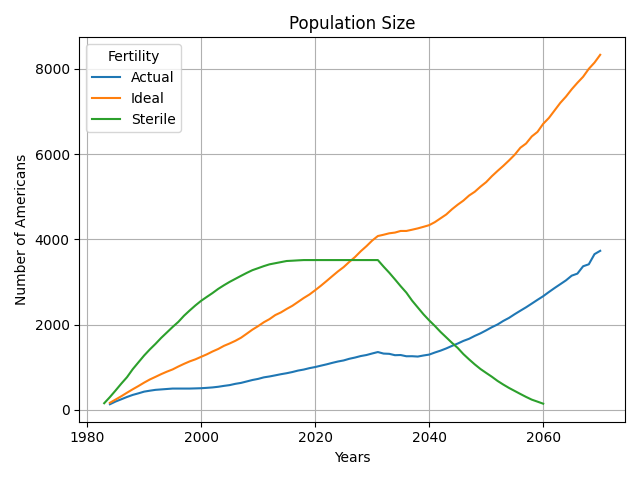 Population Size
Fertility
Actual
Ideal
Sterile
Number of Americans
8000
6000
4000
2000
0
1980 2000 2020 2040 2060
Years